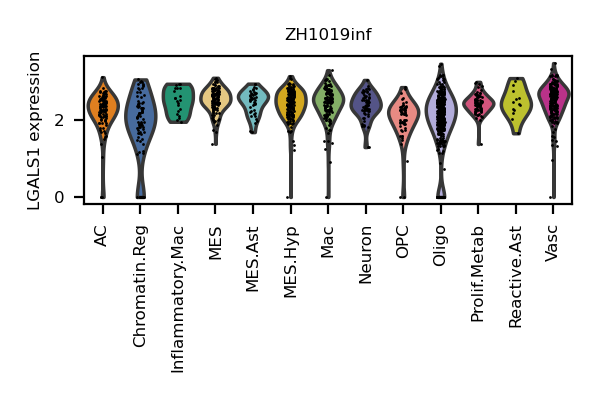 ZH1019inf
LGALS1 expression
2
0
AC
Chromatin.Reg
Inflammatory.Mac
MES
MES.Ast
MES.Hyp
Mac
Neuron
OPC
Oligo
Prolif.Metab
Reactive.Ast
Vasc